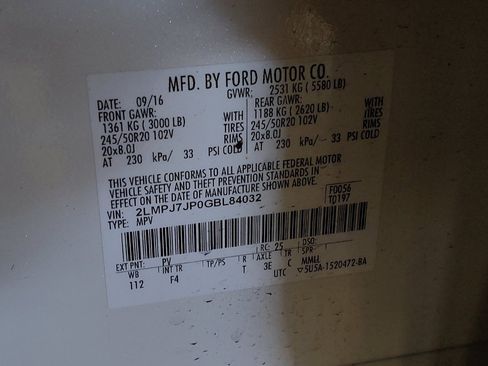 MFD. BY FORD MOTOR CO.
DATE: 09/16 GVWR: 2531 KG ( 5580 LB)
FRONT GAWR: REAR GAWR:
1361 KG ( 3000 LB) WITH 1188 KG ( 2620 LB) WITH
245/50R20 102V TIRES 245/50R20 102V TIRES
20x8.0J RIMS 20x8.0J RIMS
AT 230 kPa/ 33 PSI COLD AT 230 kPa/ 33 PSI COLD
THIS VEHICLE CONFORMS TO ALL APPLICABLE FEDERAL MOTOR
VEHICLE SAFETY AND THEFT PREVENTION STANDARDS IN
EFFECT ON THE DATE OF MANUFACTURE SHOWN ABOVE.
VIN: 2LMPJ7JP0GBL84032 F0056
TYPE: MPV T0197
EXT PNT: PV RC: 25 DSO:
WB INT TR TP/PS R AXLE TR SPR
112 F4 T 3E C MMLL
UTC ▽5U5A-1520472-BA